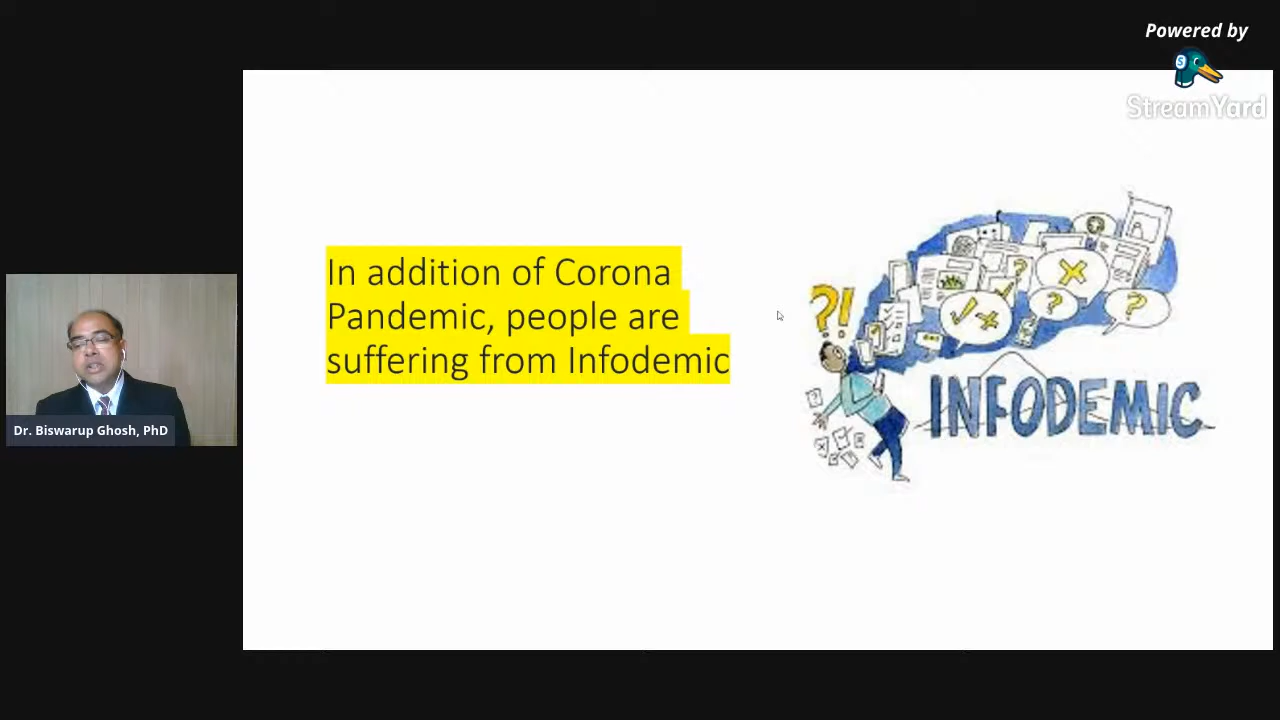 Powered by
StreamYard
In addition of Corona
Pandemic, people are
suffering from Infodemic
?!
?
X
?
?
INFODEMIC
Dr. Biswarup Ghosh, PhD